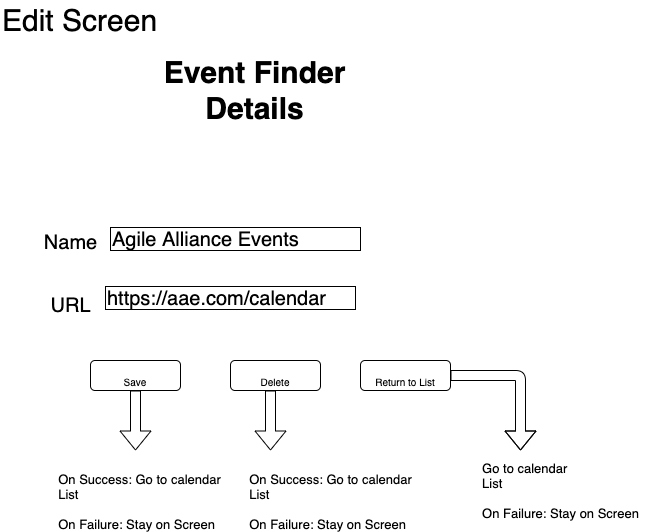 Edit Screen
Event Finder
Details
Name
Agile Alliance Events
URL
https://aae.com/calendar
Save
Delete
Return to List
On Success: Go to calendar
List
On Failure: Stay on Screen
On Success: Go to calendar
List
On Failure: Stay on Screen
Go to calendar
List
On Failure: Stay on Screen